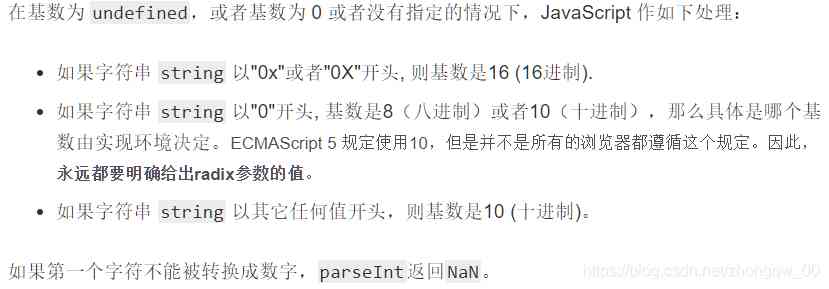 在基数为 undefined，或者基数为 0 或者没有指定的情况下，JavaScript 作如下处理：
• 如果字符串 string 以"0x"或者"0X"开头, 则基数是16 (16进制).
• 如果字符串 string 以"0"开头, 基数是8（八进制）或者10（十进制），那么具体是哪个基
数由实现环境决定。ECMAScript 5 规定使用10，但是并不是所有的浏览器都遵循这个规定。因此，
永远都要明确给出radix参数的值。
• 如果字符串 string 以其它任何值开头，则基数是10 (十进制)。
如果第一个字符不能被转换成数字，parseInt返回NaN。